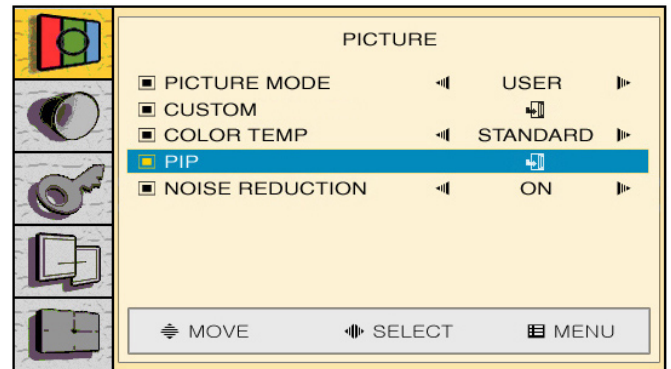 PICTURE
PICTURE MODE USER
CUSTOM
COLOR TEMP STANDARD
PIP
NOISE REDUCTION ON
MOVE SELECT MENU